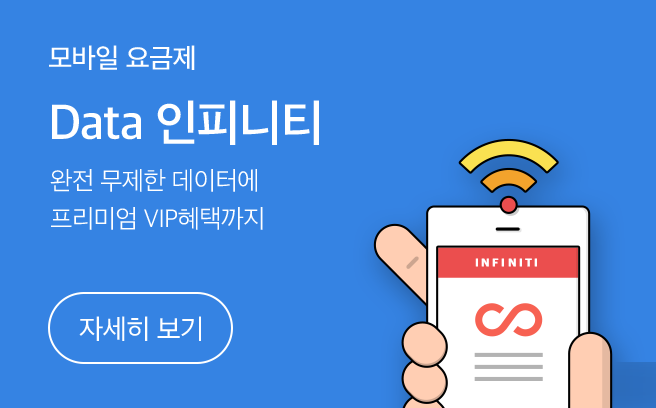 모바일 요금제
Data 인피니티
완전 무제한 데이터에
프리미엄 VIP혜택까지
INFINITI
자세히 보기